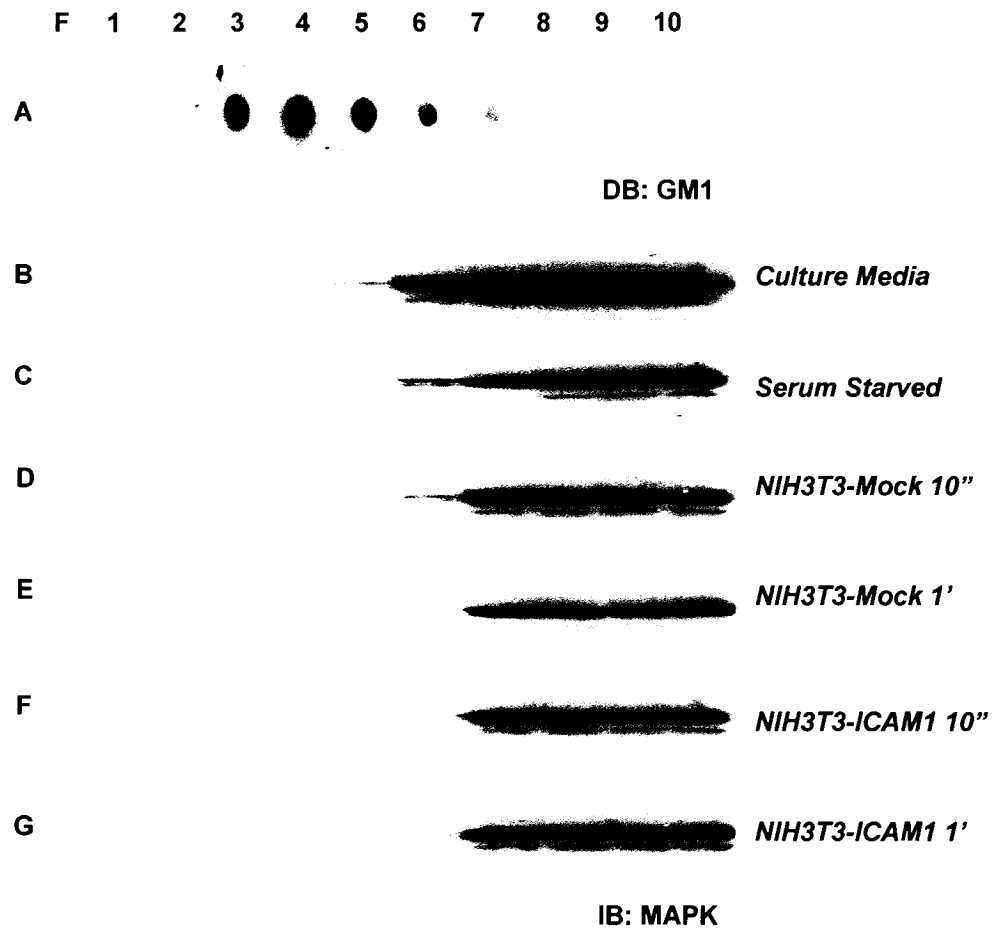 F 1 2 3 4 5 6 7 8 9 10
A
DB: GM1
B Culture Media
C Serum Starved
D NIH3T3-Mock 10”
E NIH3T3-Mock 1’
F NIH3T3-ICAM1 10”
G NIH3T3-ICAM1 1’
IB: MAPK